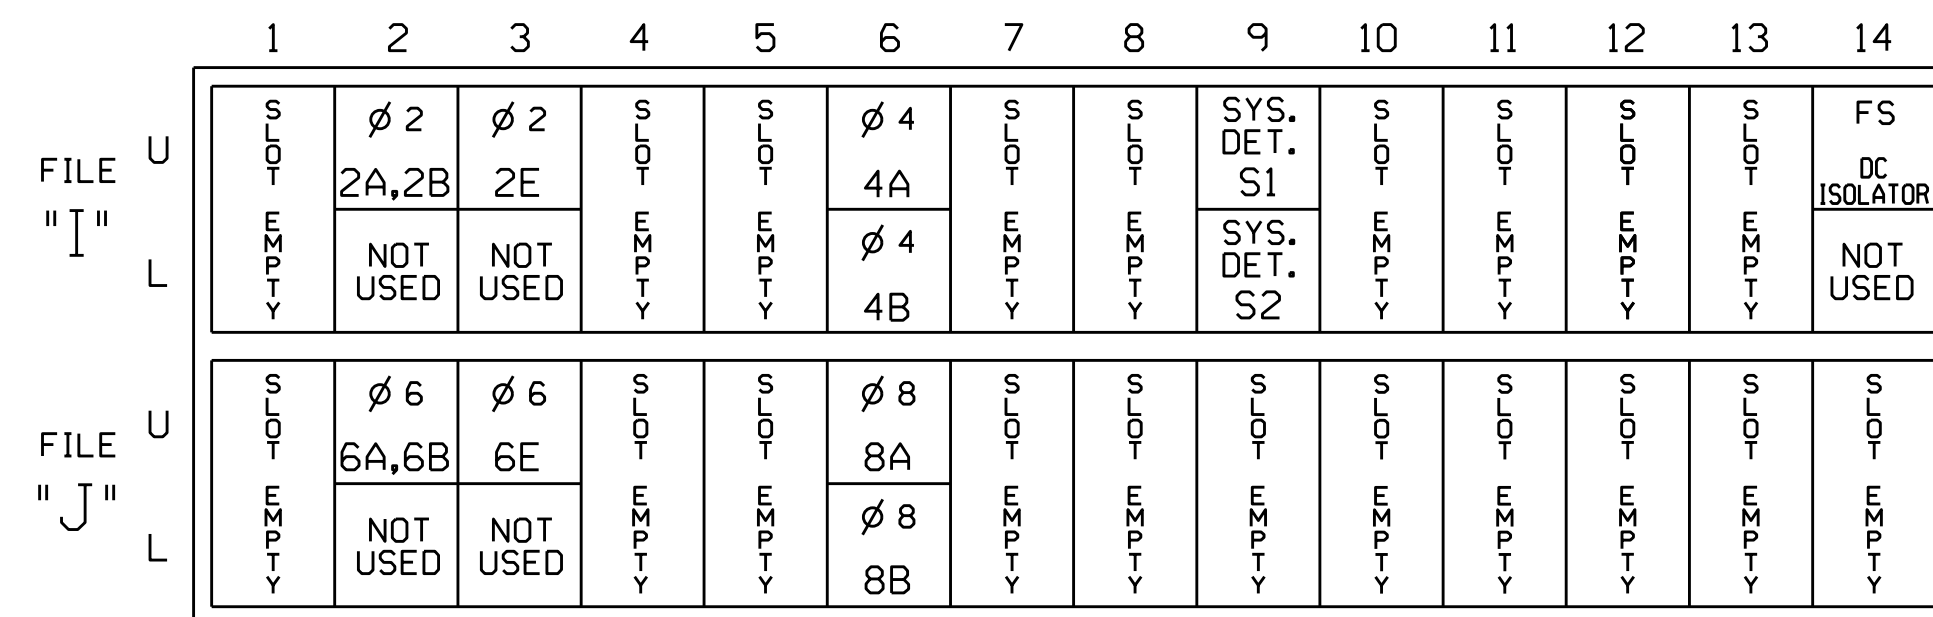 1 2 3 4 5 6 7 8 9 10 11 12 13 14
FILE "I"
U
L
SLOT EMPTY
ø 2
2A,2B
NOT USED
ø 2
2E
NOT USED
SLOT EMPTY
SLOT EMPTY
ø 4
4A
ø 4
4B
SLOT EMPTY
SLOT EMPTY
SYS.
DET.
S1
SYS.
DET.
S2
SLOT EMPTY
SLOT EMPTY
SLOT EMPTY
SLOT EMPTY
FS
DC
ISOLATOR
NOT
USED
FILE "J"
U
L
SLOT EMPTY
ø 6
6A,6B
NOT USED
ø 6
6E
NOT USED
SLOT EMPTY
SLOT EMPTY
ø 8
8A
ø 8
8B
SLOT EMPTY
SLOT EMPTY
SLOT EMPTY
SLOT EMPTY
SLOT EMPTY
SLOT EMPTY
SLOT EMPTY
SLOT EMPTY